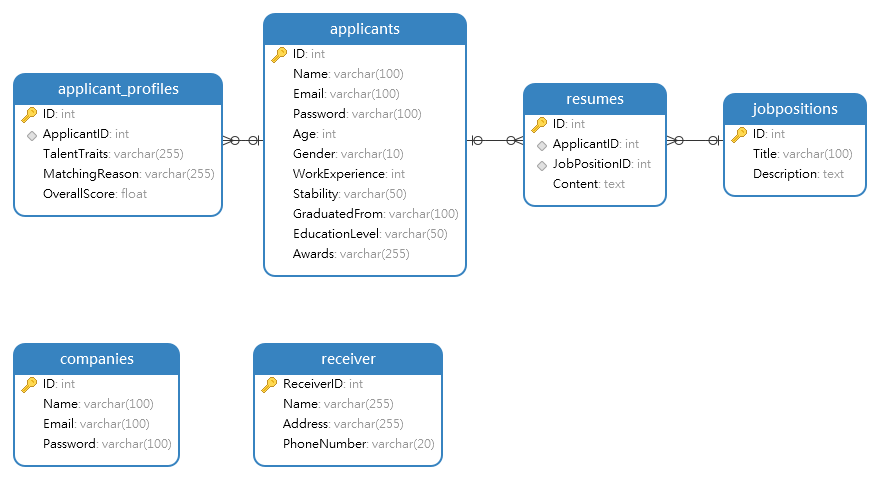 applicant_profiles
ID: int
ApplicantID: int
TalentTraits: varchar(255)
MatchingReason: varchar(255)
OverallScore: float
applicants
ID: int
Name: varchar(100)
Email: varchar(100)
Password: varchar(100)
Age: int
Gender: varchar(10)
WorkExperience: int
Stability: varchar(50)
GraduatedFrom: varchar(100)
EducationLevel: varchar(50)
Awards: varchar(255)
resumes
ID: int
ApplicantID: int
JobPositionID: int
Content: text
jobpositions
ID: int
Title: varchar(100)
Description: text
companies
ID: int
Name: varchar(100)
Email: varchar(100)
Password: varchar(100)
receiver
ReceiverID: int
Name: varchar(255)
Address: varchar(255)
PhoneNumber: varchar(20)